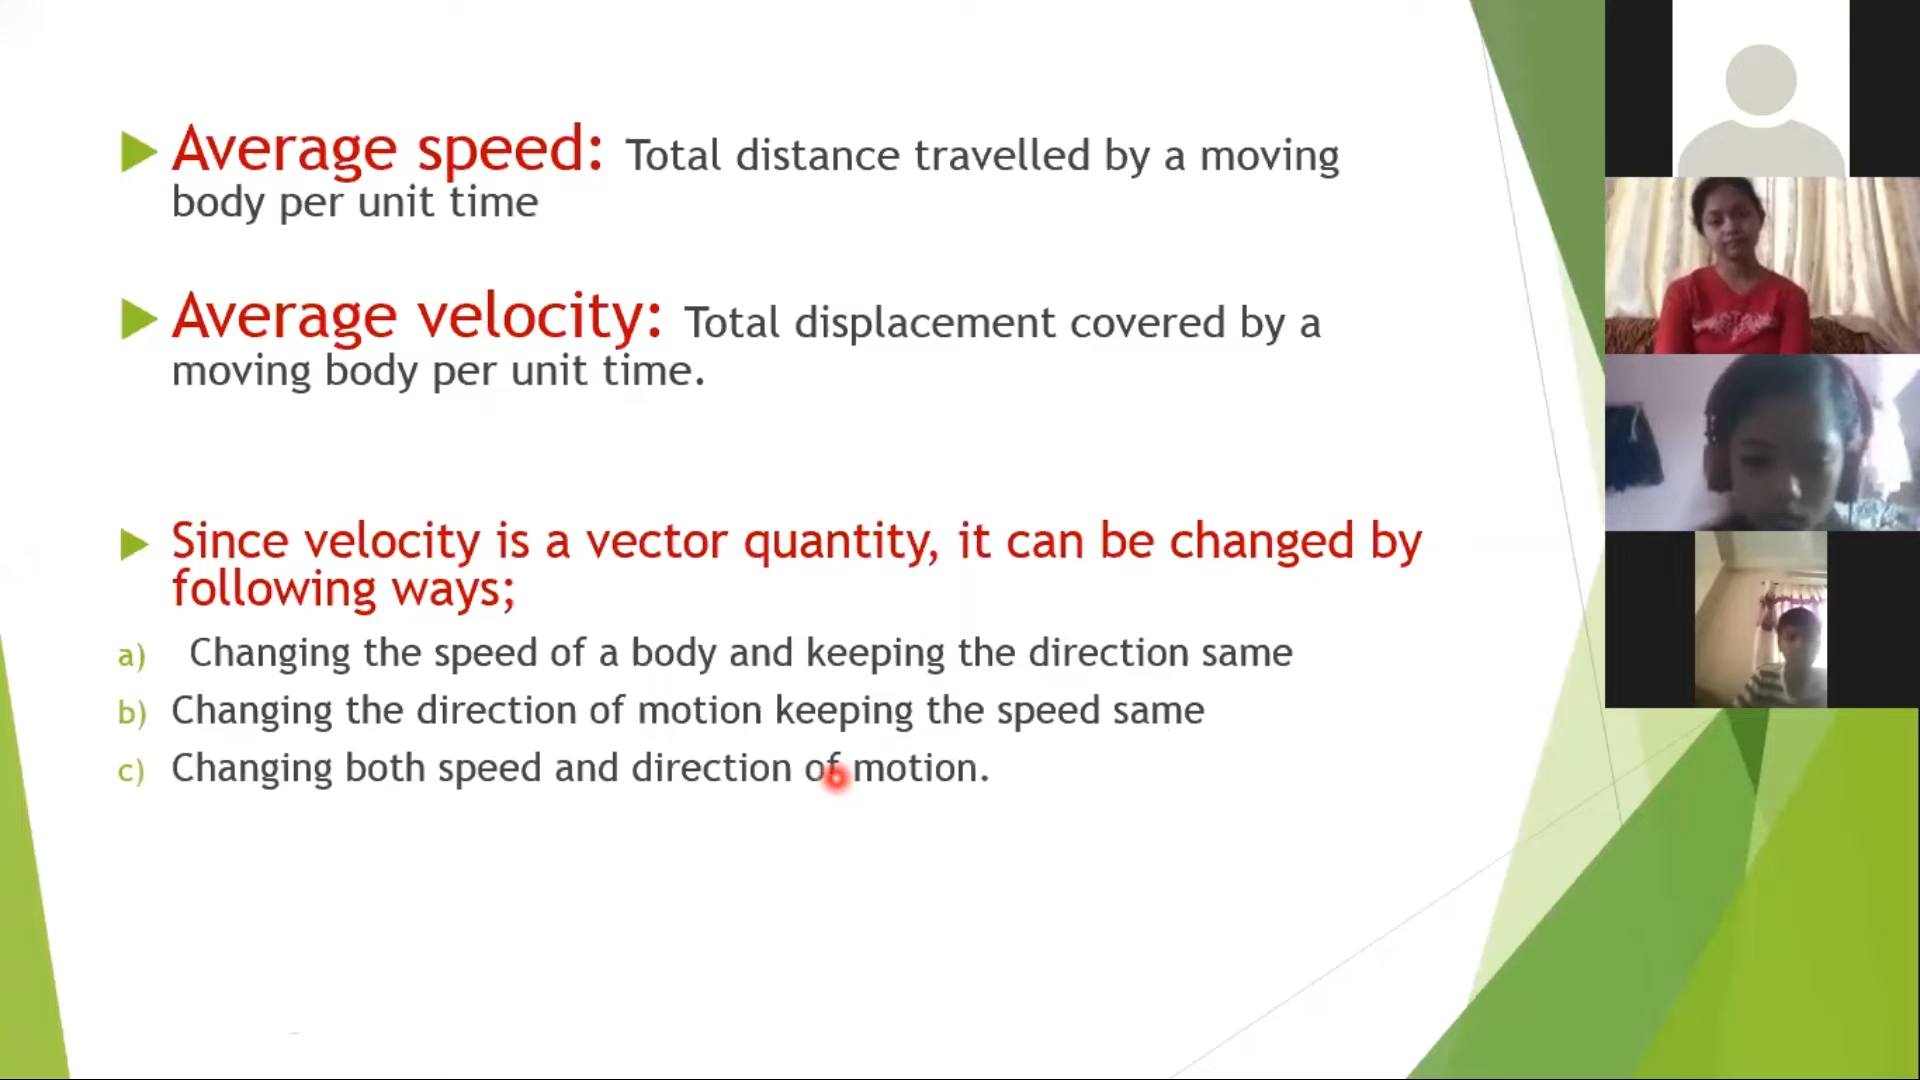 Average speed: Total distance travelled by a moving
body per unit time
Average velocity: Total displacement covered by a
moving body per unit time.
Since velocity is a vector quantity, it can be changed by
following ways;
a) Changing the speed of a body and keeping the direction same
b) Changing the direction of motion keeping the speed same
c) Changing both speed and direction of motion.